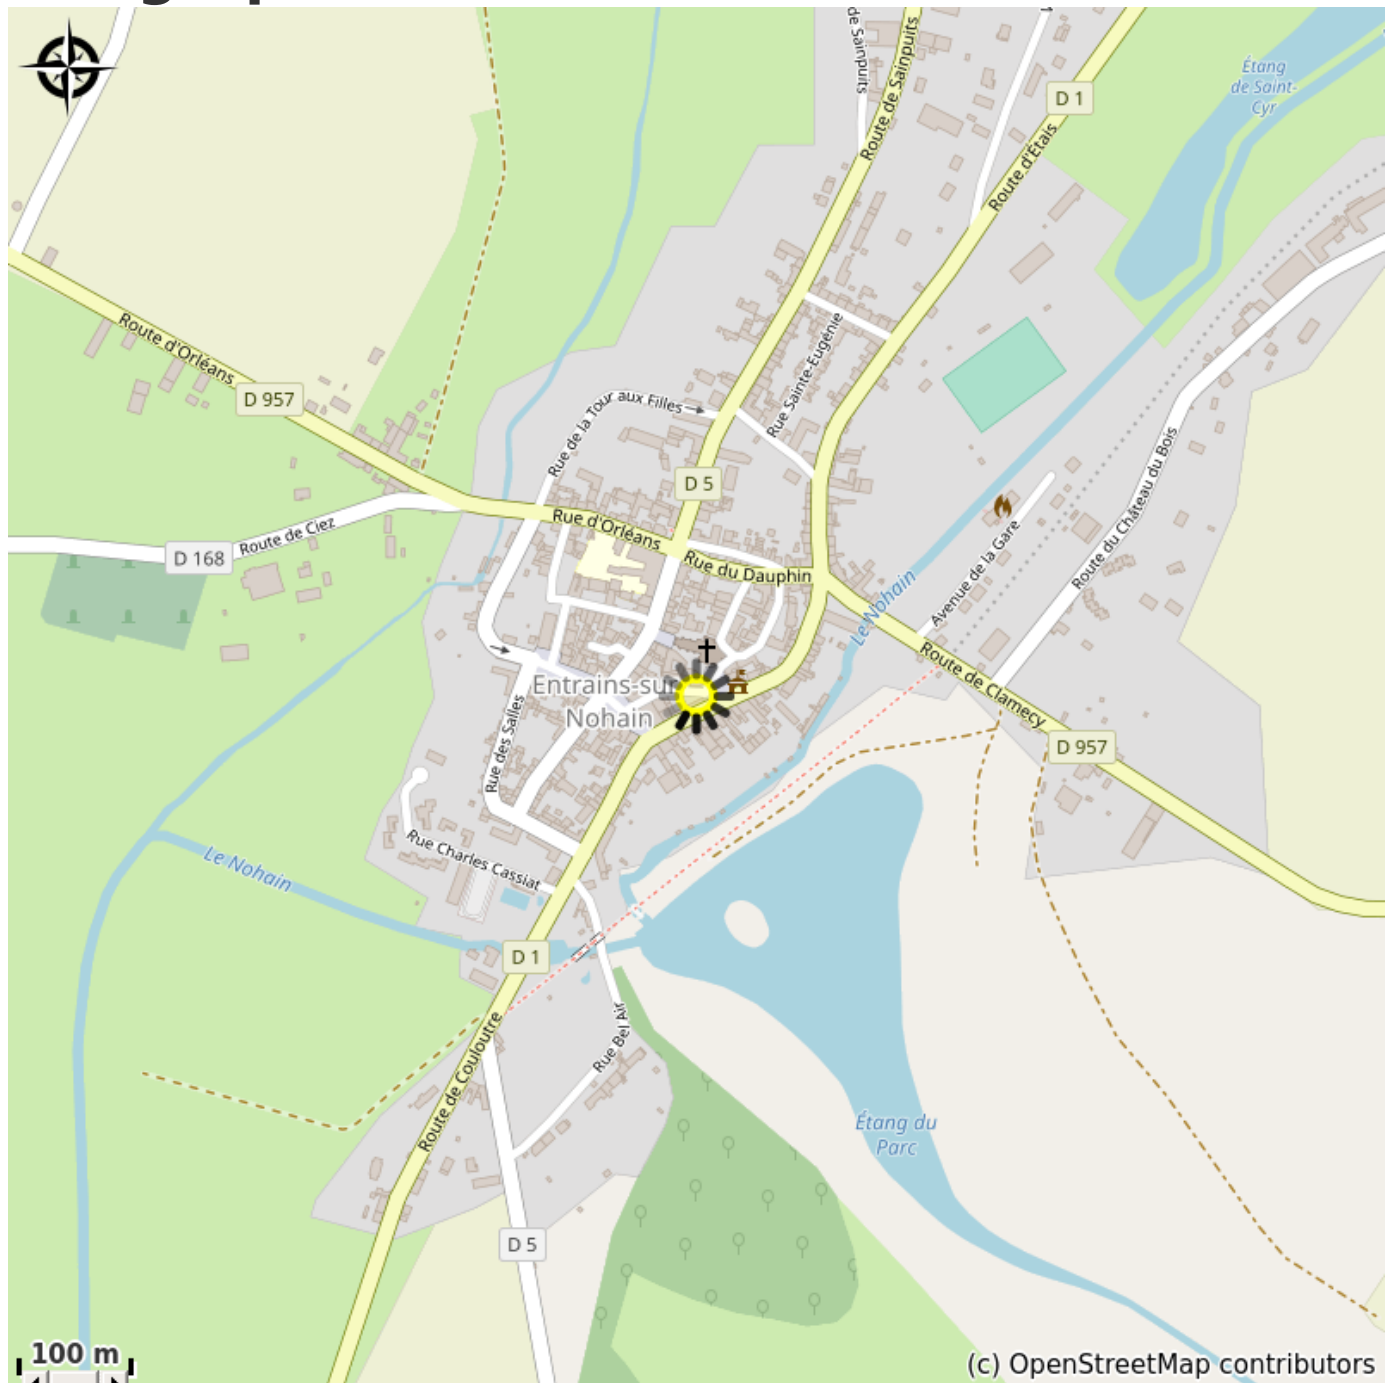 de Sainpuits
Route de Sainpuits
D 1
Étang
de Saint-
Cyr
Route d'Étais
Route d'Orléans
D 957
Rue Sainte-Eugénie
Rue de la Tour aux Filles
D 5
Route du Château du Bois
Rue d'Orléans
Route de Ciez
D 168
Rue du Dauphin
Avenue de la Gare
Le Nohain
Route de Clamecy
Entrains-sur-
Nohain
Rue des Salles
D 957
Rue Charles Cassiat
Le Nohain
D 1
Route de Couloutre
Rue Bel Air
Étang du
Parc
D 5
100 m
(c) OpenStreetMap contributors